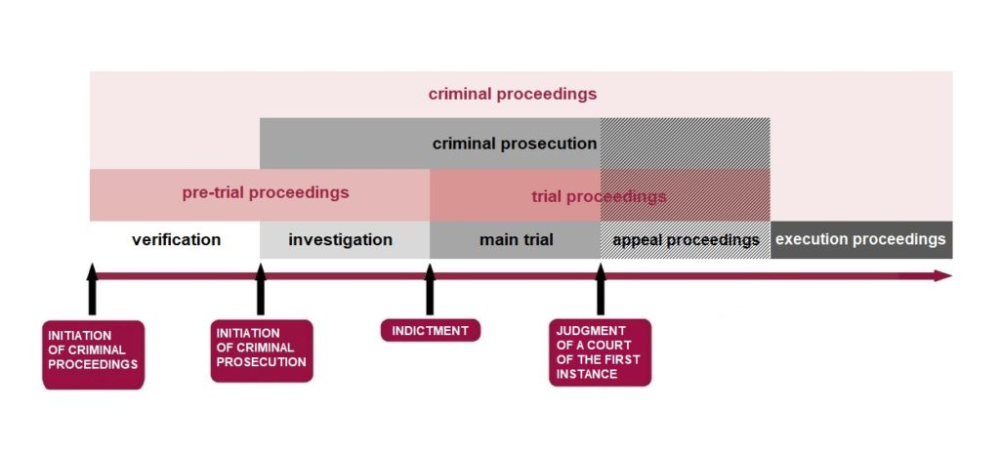 criminal proceedings
criminal prosecution
pre-trial proceedings
trial proceedings
verification
investigation
main trial
appeal proceedings
execution proceedings
INITIATION
OF CRIMINAL
PROCEEDINGS
INITIATION
OF CRIMINAL
PROSECUTION
INDICTMENT
JUDGMENT
OF A COURT
OF THE FIRST
INSTANCE